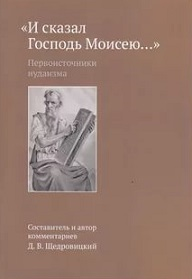 «И сказал
Господь Моисею...»
Первоисточники
иудаизма
Составитель и автор
комментариев
Д. В. Щедровицкий